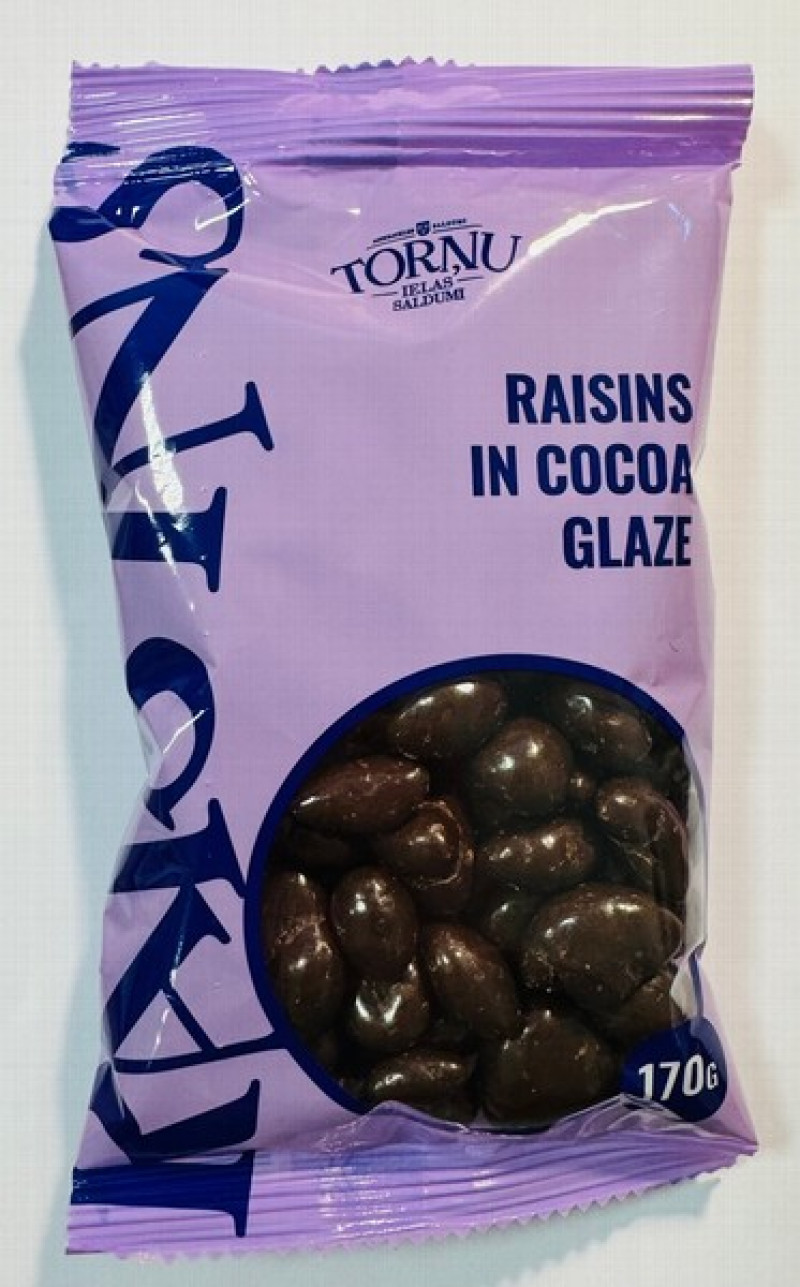 TORŅU
IELAS
SALDUMI
RAISINS
IN COCOA
GLAZE
170G